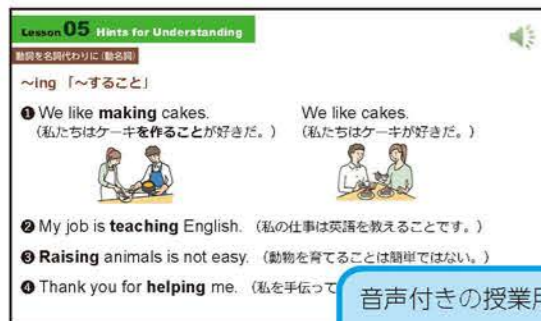 Lesson 05 Hints for Understanding
動詞を名詞代わりに(動名詞)
～ing 「～すること」
❶ We like making cakes.
（私たちはケーキを作ることが好きだ。）
We like cakes.
（私たちはケーキが好きだ。）
❷ My job is teaching English. （私の仕事は英語を教えることです。）
❸ Raising animals is not easy. （動物を育てることは簡単ではない。）
❹ Thank you for helping me. （私を手伝って
音声付きの授業用